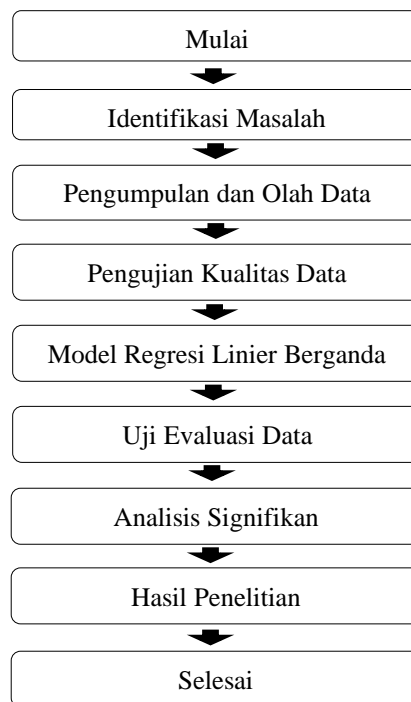 Mulai
Identifikasi Masalah
Pengumpulan dan Olah Data
Pengujian Kualitas Data
Model Regresi Linier Berganda
Uji Evaluasi Data
Analisis Signifikan
Hasil Penelitian
Selesai